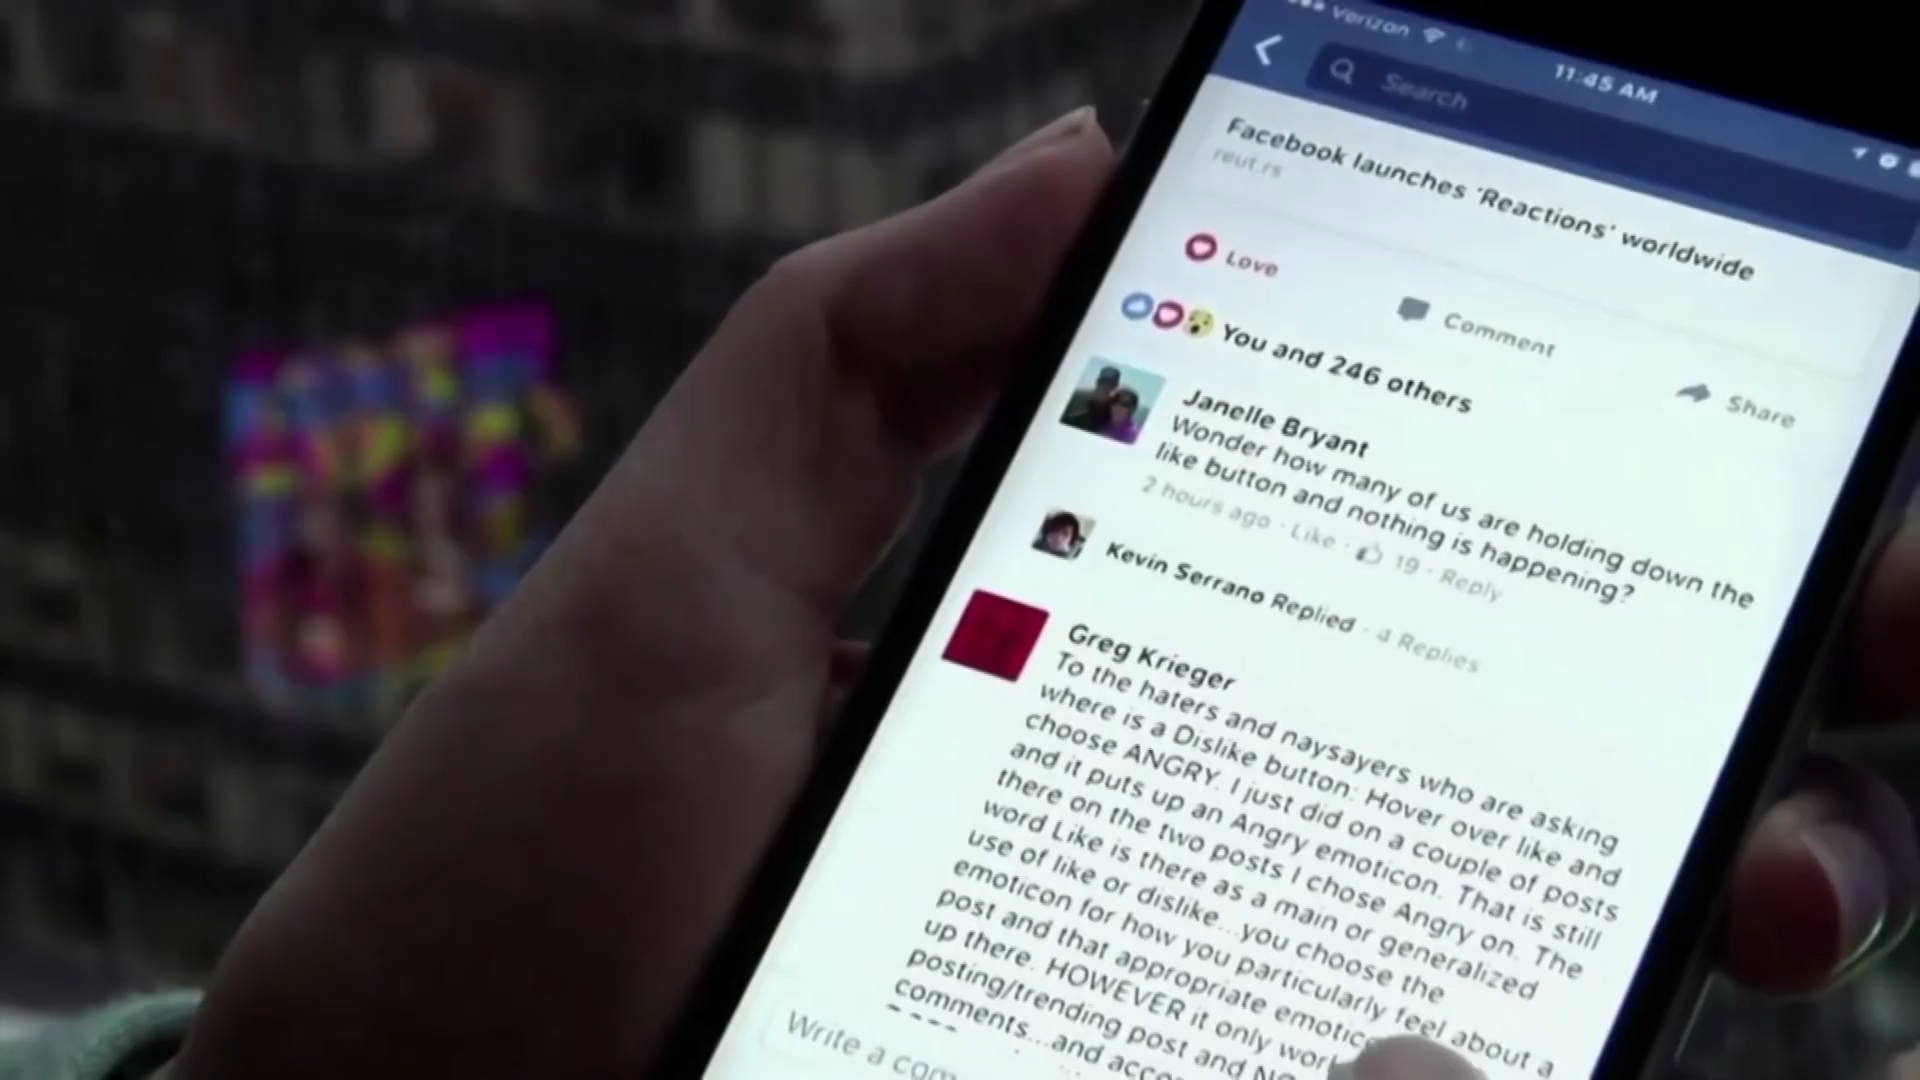 Verizon
11:45 AM
Search
Facebook launches 'Reactions' worldwide
reut.rs
Love
Comment
Share
You and 246 others
Janelle Bryant
Wonder how many of us are holding down the
like button and nothing is happening?
2 hours ago · Like · 19 · Reply
Kevin Serrano Replied · 4 Replies
Greg Krieger
To the haters and naysayers who are asking
where is a Dislike button: Hover over like and
choose ANGRY. I just did on a couple of posts
and it puts up an Angry emoticon. That is still
there on the two posts I chose Angry on. The
word Like is there as a main or generalized
use of like or dislike...you choose the
emoticon for how you particularly feel about a
post and that appropriate
up there. HOWEVER it only
posting/trending post and
comments...and
Write a